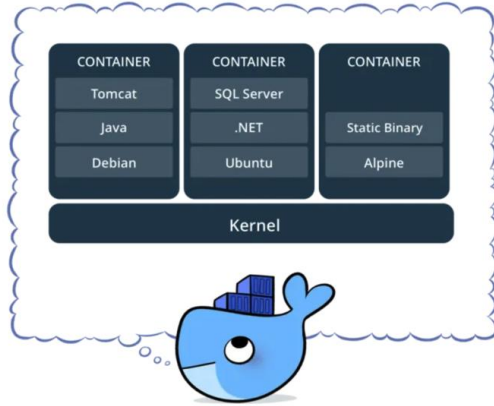 CONTAINER
Tomcat
Java
Debian
CONTAINER
SQL Server
.NET
Ubuntu
CONTAINER
Static Binary
Alpine
Kernel